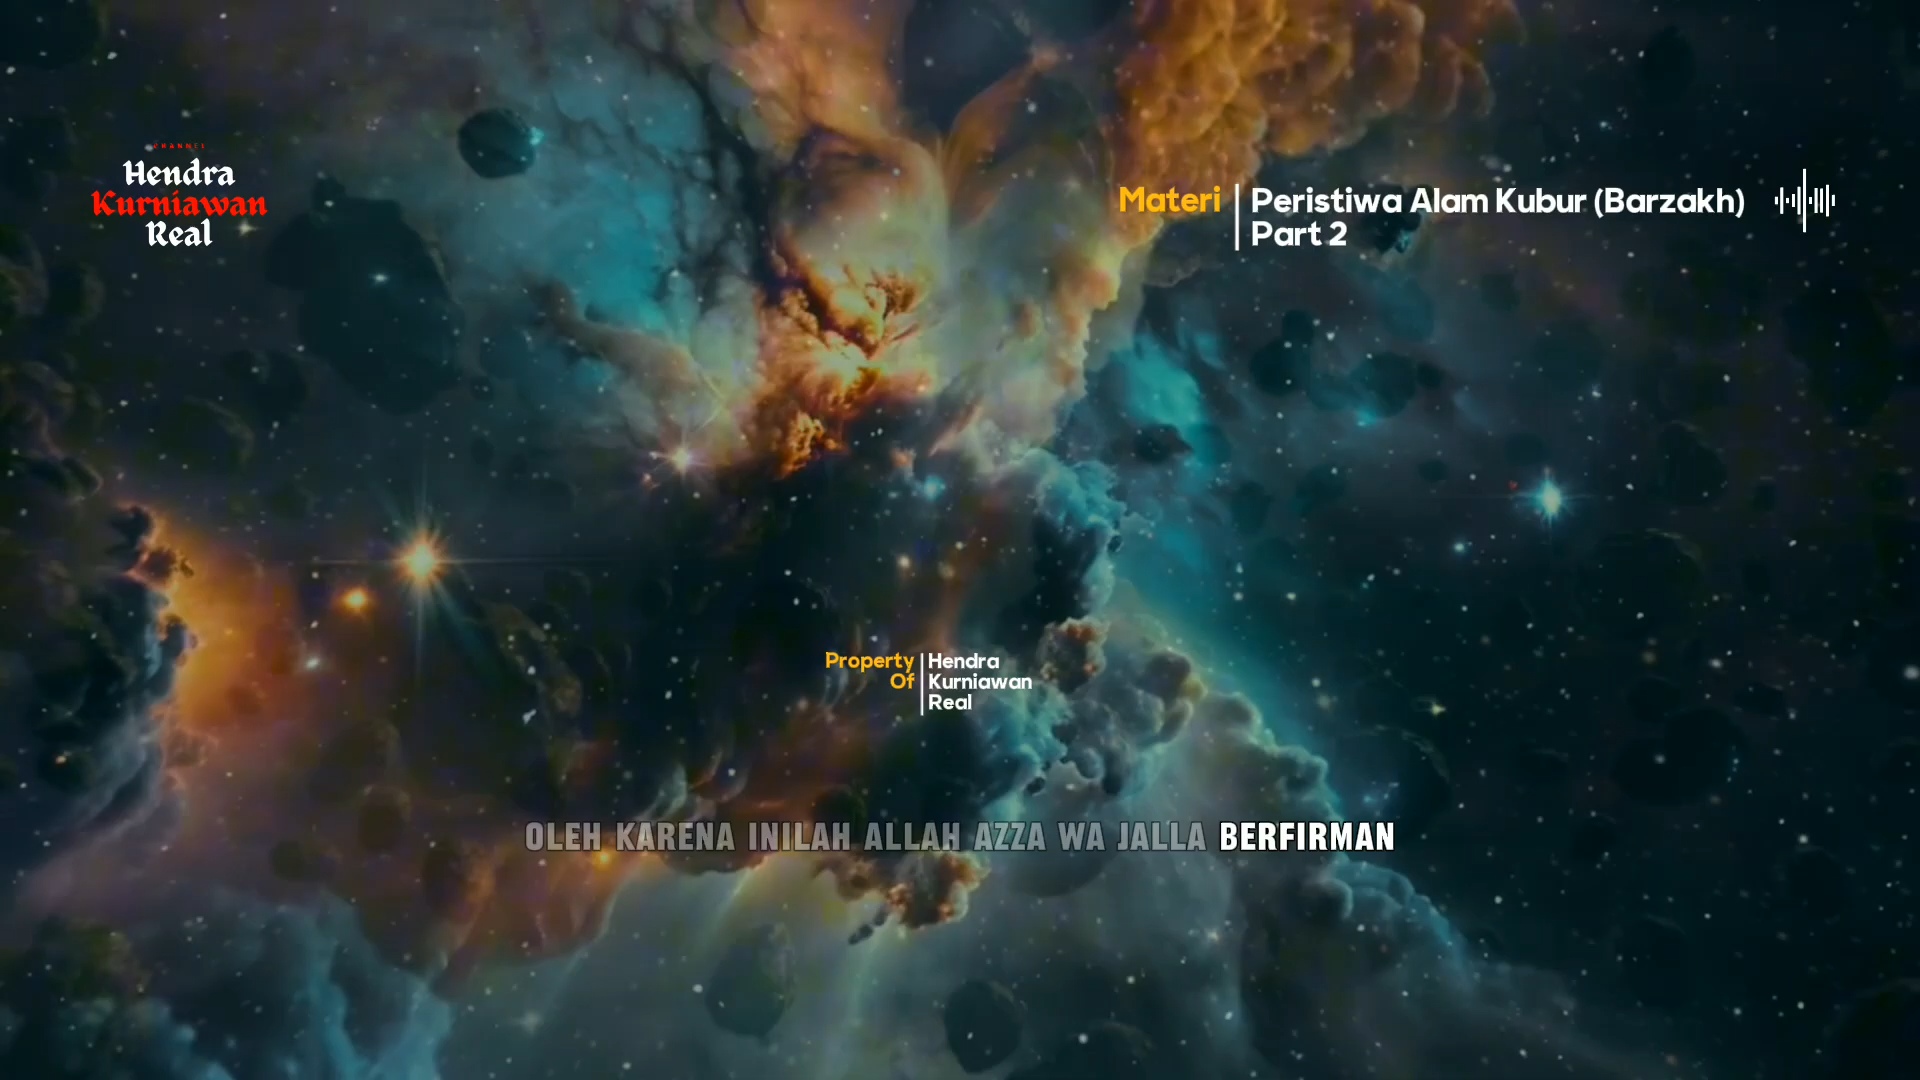 CHANNEL
Hendra
Kurniawan
Real
Materi
Peristiwa Alam Kubur (Barzakh)
Part 2
Property
Of
Hendra
Kurniawan
Real
OLEH KARENA INILAH ALLAH AZZA WA JALLA BERFIRMAN